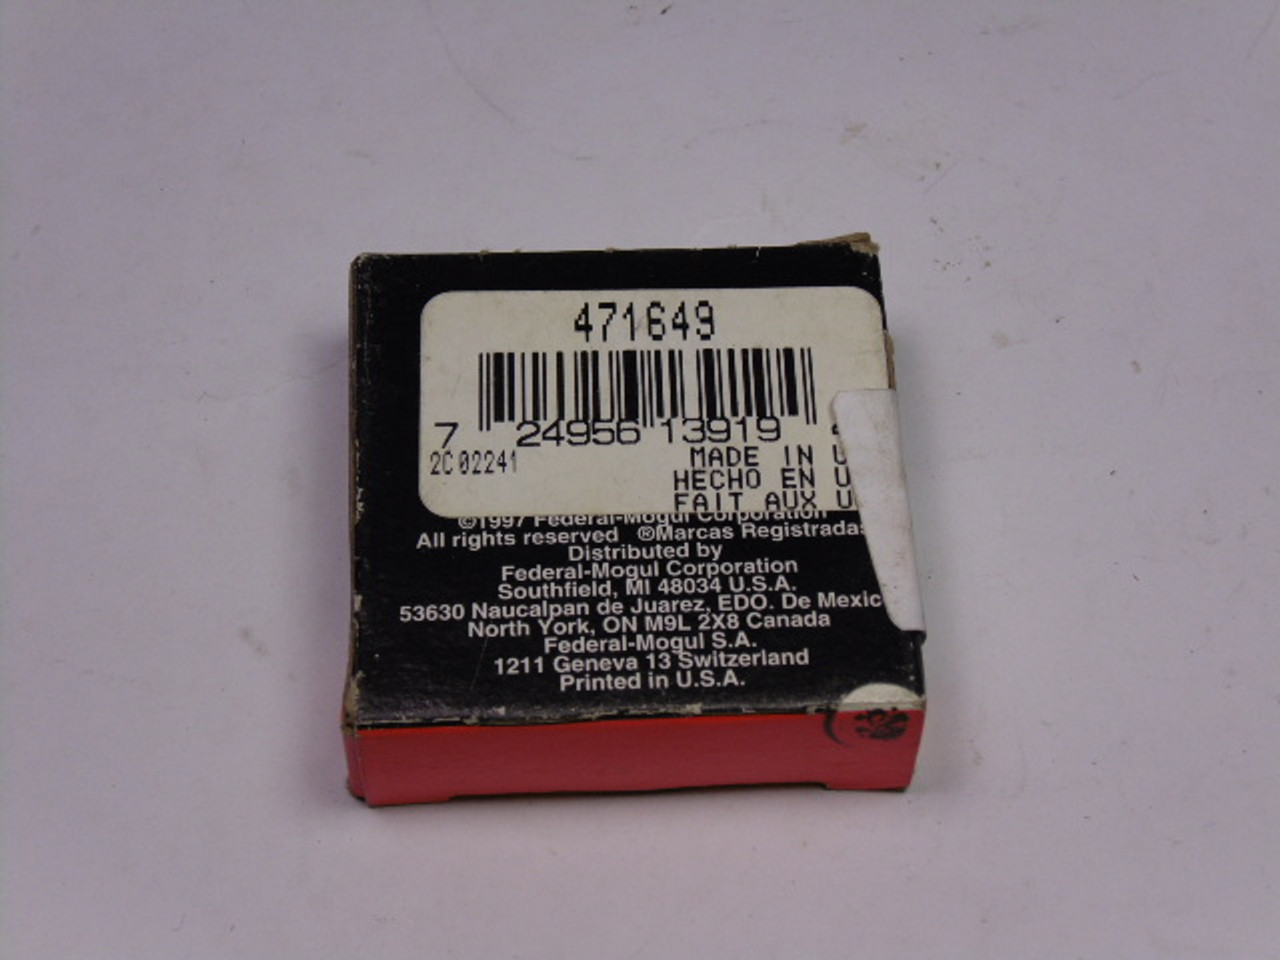 471649
7 24956 13919
2C02241
MADE IN U
HECHO EN U
FAIT AUX U
©1997 Federal-Mogul Corporation
All rights reserved ®Marcas Registradas
Distributed by
Federal-Mogul Corporation
Southfield, MI 48034 U.S.A.
53630 Naucalpan de Juarez, EDO. De Mexic
North York, ON M9L 2X8 Canada
Federal-Mogul S.A.
1211 Geneva 13 Switzerland
Printed in U.S.A.